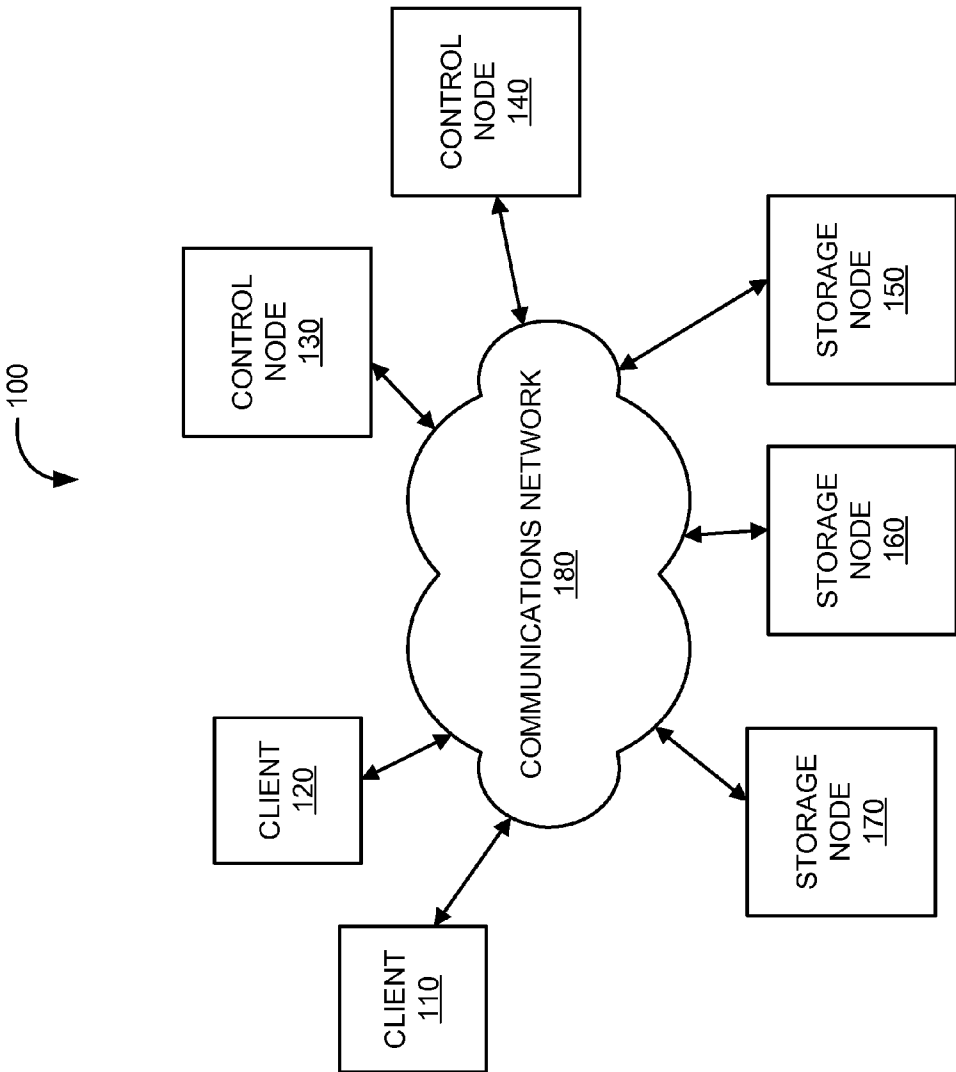 100
CLIENT
110
CLIENT
120
CONTROL
NODE
130
CONTROL
NODE
140
COMMUNICATIONS NETWORK
180
STORAGE
NODE
170
STORAGE
NODE
160
STORAGE
NODE
150